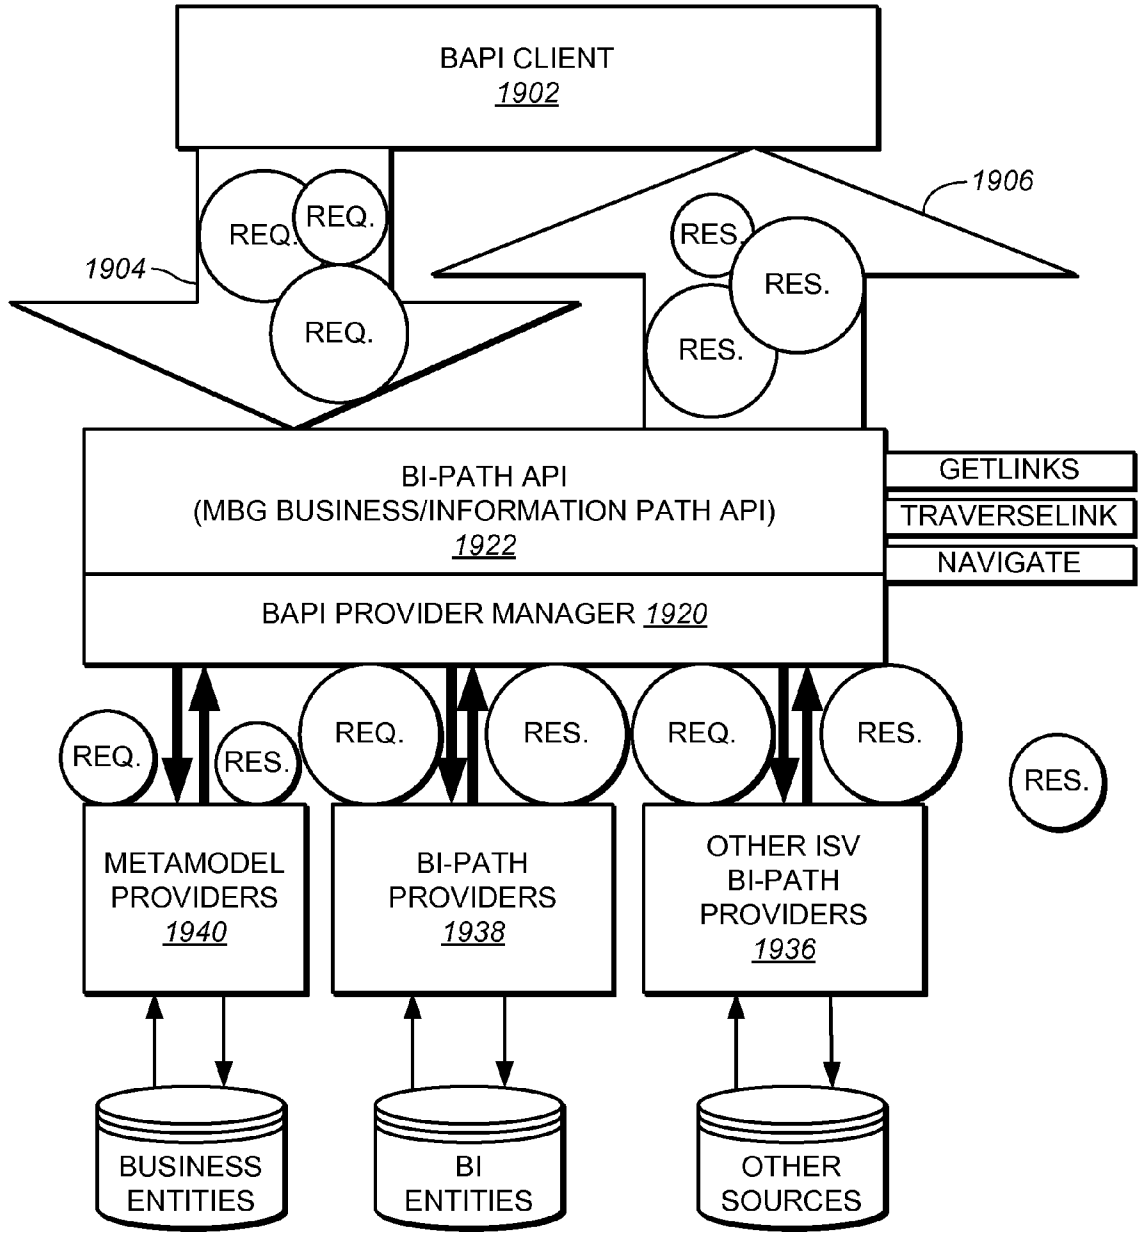 BAPI CLIENT
1902
REQ.
REQ.
REQ.
1904
RES.
RES.
RES.
1906
BI-PATH API
(MBG BUSINESS/INFORMATION PATH API)
1922
GETLINKS
TRAVERSELINK
NAVIGATE
BAPI PROVIDER MANAGER 1920
REQ.
RES.
REQ.
RES.
REQ.
RES.
RES.
METAMODEL
PROVIDERS
1940
BI-PATH
PROVIDERS
1938
OTHER ISV
BI-PATH
PROVIDERS
1936
BUSINESS
ENTITIES
BI
ENTITIES
OTHER
SOURCES